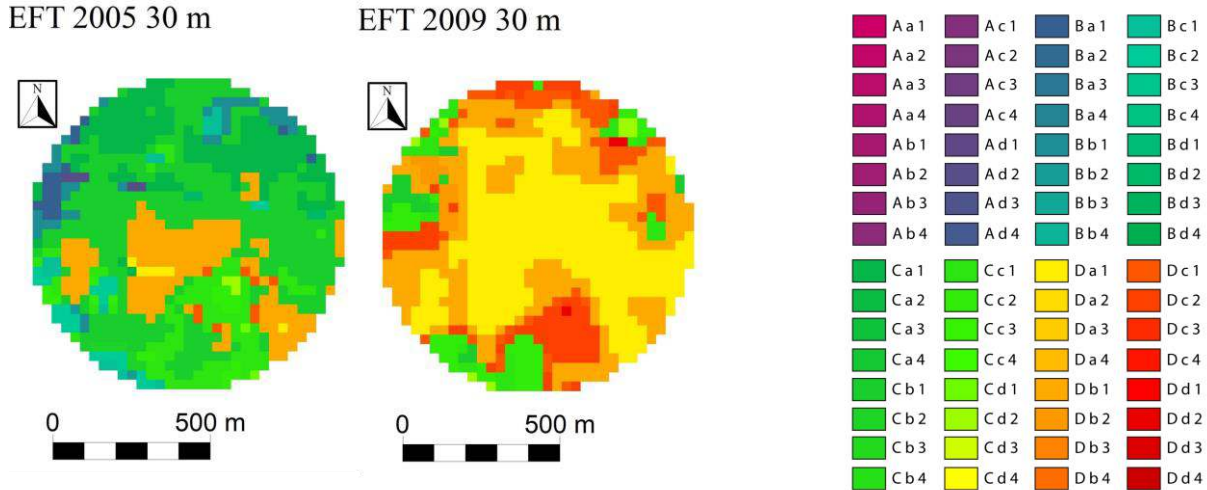 EFT 2005 30 m
EFT 2009 30 m
N
N
0 500 m
0 500 m
Aa1 Ac1 Ba1 Bc1
Aa2 Ac2 Ba2 Bc2
Aa3 Ac3 Ba3 Bc3
Aa4 Ac4 Ba4 Bc4
Ab1 Ad1 Bb1 Bd1
Ab2 Ad2 Bb2 Bd2
Ab3 Ad3 Bb3 Bd3
Ab4 Ad4 Bb4 Bd4
Ca1 Cc1 Da1 Dc1
Ca2 Cc2 Da2 Dc2
Ca3 Cc3 Da3 Dc3
Ca4 Cc4 Da4 Dc4
Cb1 Cd1 Db1 Dd1
Cb2 Cd2 Db2 Dd2
Cb3 Cd3 Db3 Dd3
Cb4 Cd4 Db4 Dd4